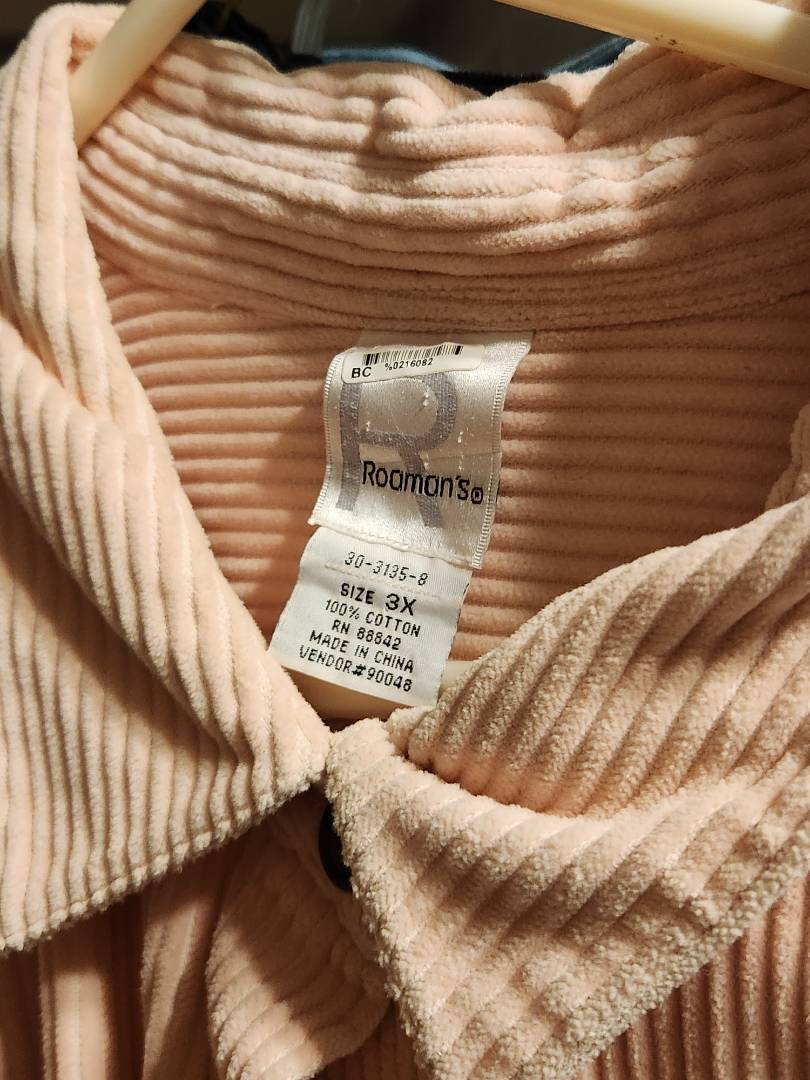 BC %0216082
R
Roaman's®
30-3135-8
SIZE 3X
100% COTTON
RN 88842
MADE IN CHINA
VENDOR#90048